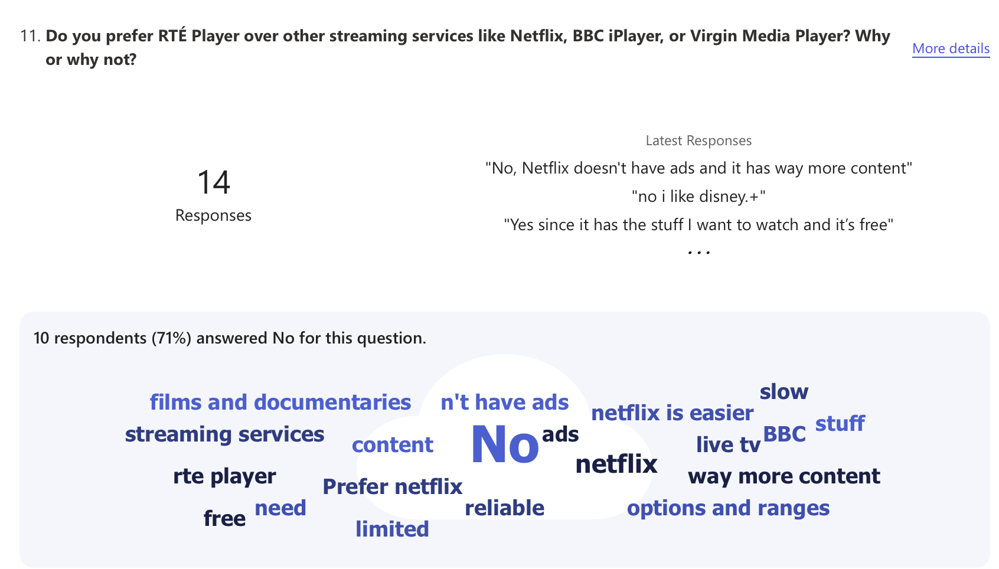 11. Do you prefer RTÉ Player over other streaming services like Netflix, BBC iPlayer, or Virgin Media Player? Why
or why not?
More details
14
Responses
Latest Responses
"No, Netflix doesn't have ads and it has way more content"
"no i like disney.+"
"Yes since it has the stuff I want to watch and it’s free"
...
10 respondents (71%) answered No for this question.
films and documentaries
n't have ads
slow
netflix is easier
stuff
streaming services
content
No
ads
live tv
BBC
netflix
rte player
Prefer netflix
way more content
free
need
reliable
options and ranges
limited